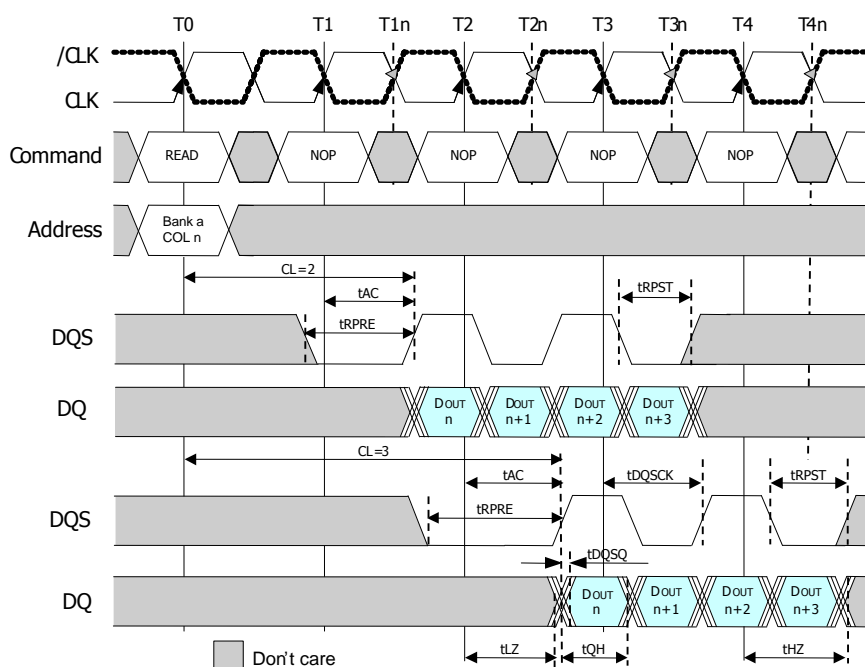 T0 T1 T1n T2 T2n T3 T3n T4 T4n
/CLK
CLK
Command READ NOP NOP NOP NOP
Address Bank a
COL n
CL=2
tAC tRPST
tRPRE
DQS
DQ DOUT n DOUT n+1 DOUT n+2 DOUT n+3
CL=3
tAC tDQSCK tRPST
tRPRE
DQS
tDQSQ
DQ DOUT n DOUT n+1 DOUT n+2 DOUT n+3
tLZ tQH tHZ
Don't care